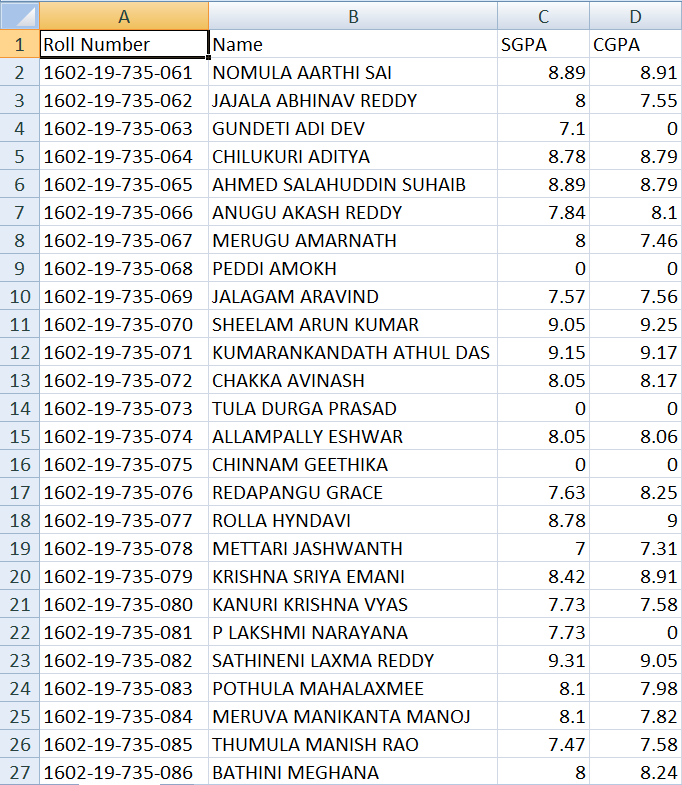 A B C D
1 Roll Number Name SGPA CGPA
2 1602-19-735-061 NOMULA AARTHI SAI 8.89 8.91
3 1602-19-735-062 JAJALA ABHINAV REDDY 8 7.55
4 1602-19-735-063 GUNDETI ADI DEV 7.1 0
5 1602-19-735-064 CHILUKURI ADITYA 8.78 8.79
6 1602-19-735-065 AHMED SALAHUDDIN SUHAIB 8.89 8.79
7 1602-19-735-066 ANUGU AKASH REDDY 7.84 8.1
8 1602-19-735-067 MERUGU AMARNATH 8 7.46
9 1602-19-735-068 PEDDI AMOKH 0 0
10 1602-19-735-069 JALAGAM ARAVIND 7.57 7.56
11 1602-19-735-070 SHEELAM ARUN KUMAR 9.05 9.25
12 1602-19-735-071 KUMARANKANDATH ATHUL DAS 9.15 9.17
13 1602-19-735-072 CHAKKA AVINASH 8.05 8.17
14 1602-19-735-073 TULA DURGA PRASAD 0 0
15 1602-19-735-074 ALLAMPALLY ESHWAR 8.05 8.06
16 1602-19-735-075 CHINNAM GEETHIKA 0 0
17 1602-19-735-076 REDAPANGU GRACE 7.63 8.25
18 1602-19-735-077 ROLLA HYNDAVI 8.78 9
19 1602-19-735-078 METTARI JASHWANTH 7 7.31
20 1602-19-735-079 KRISHNA SRIYA EMANI 8.42 8.91
21 1602-19-735-080 KANURI KRISHNA VYAS 7.73 7.58
22 1602-19-735-081 P LAKSHMI NARAYANA 7.73 0
23 1602-19-735-082 SATHINENI LAXMA REDDY 9.31 9.05
24 1602-19-735-083 POTHULA MAHALAXMEE 8.1 7.98
25 1602-19-735-084 MERUVA MANIKANTA MANOJ 8.1 7.82
26 1602-19-735-085 THUMULA MANISH RAO 7.47 7.58
27 1602-19-735-086 BATHINI MEGHANA 8 8.24